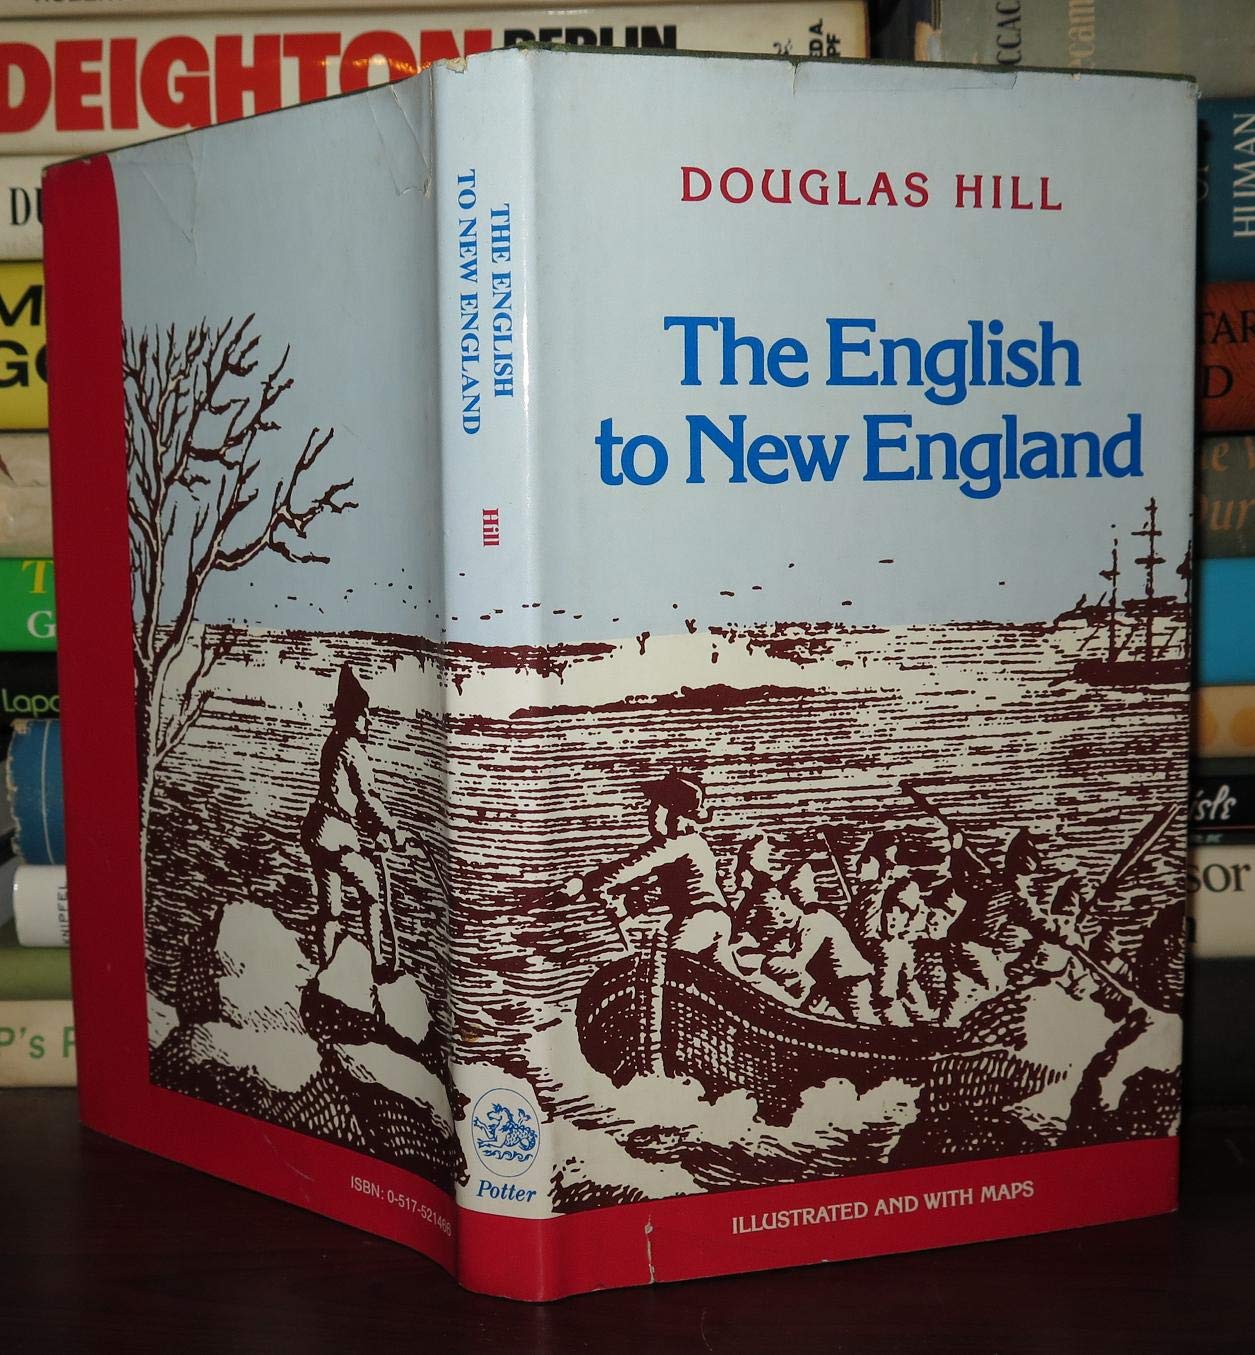 DEIGHTON BERLIN
DOUGLAS HILL
The English
to New England
THE ENGLISH
TO NEW ENGLAND
Hill
Potter
ISBN: 0-517-521466
ILLUSTRATED AND WITH MAPS
HUMAN